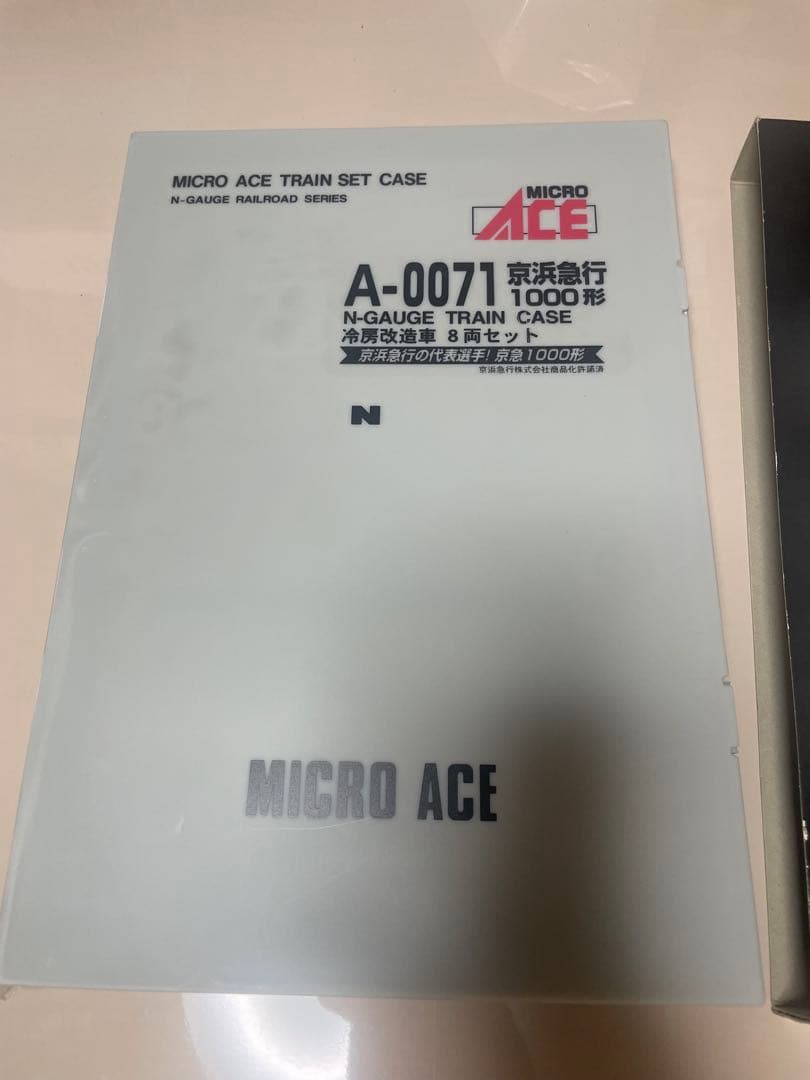 MICRO ACE TRAIN SET CASE
N-GAUGE RAILROAD SERIES
MICRO
ACE
A-0071 京浜急行
1000形
N-GAUGE TRAIN CASE
冷房改造車 8両セット
京浜急行の代表選手!京急1000形
京浜急行株式会社商品化許諾済
N
MICRO ACE